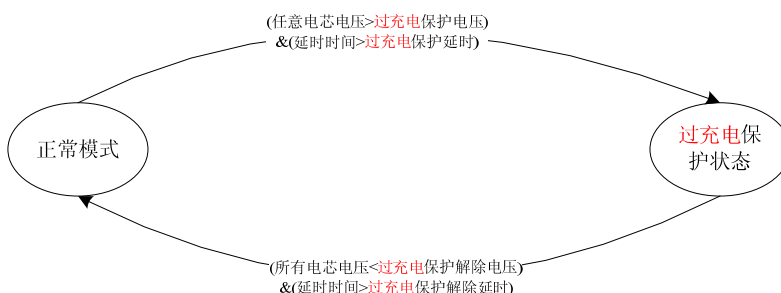 (任意电芯电压>过充电保护电压)
&(延时时间>过充电保护延时)
正常模式
过充电保
护状态
(所有电芯电压<过充电保护解除电压)
&(延时时间>过充电保护解除延时)